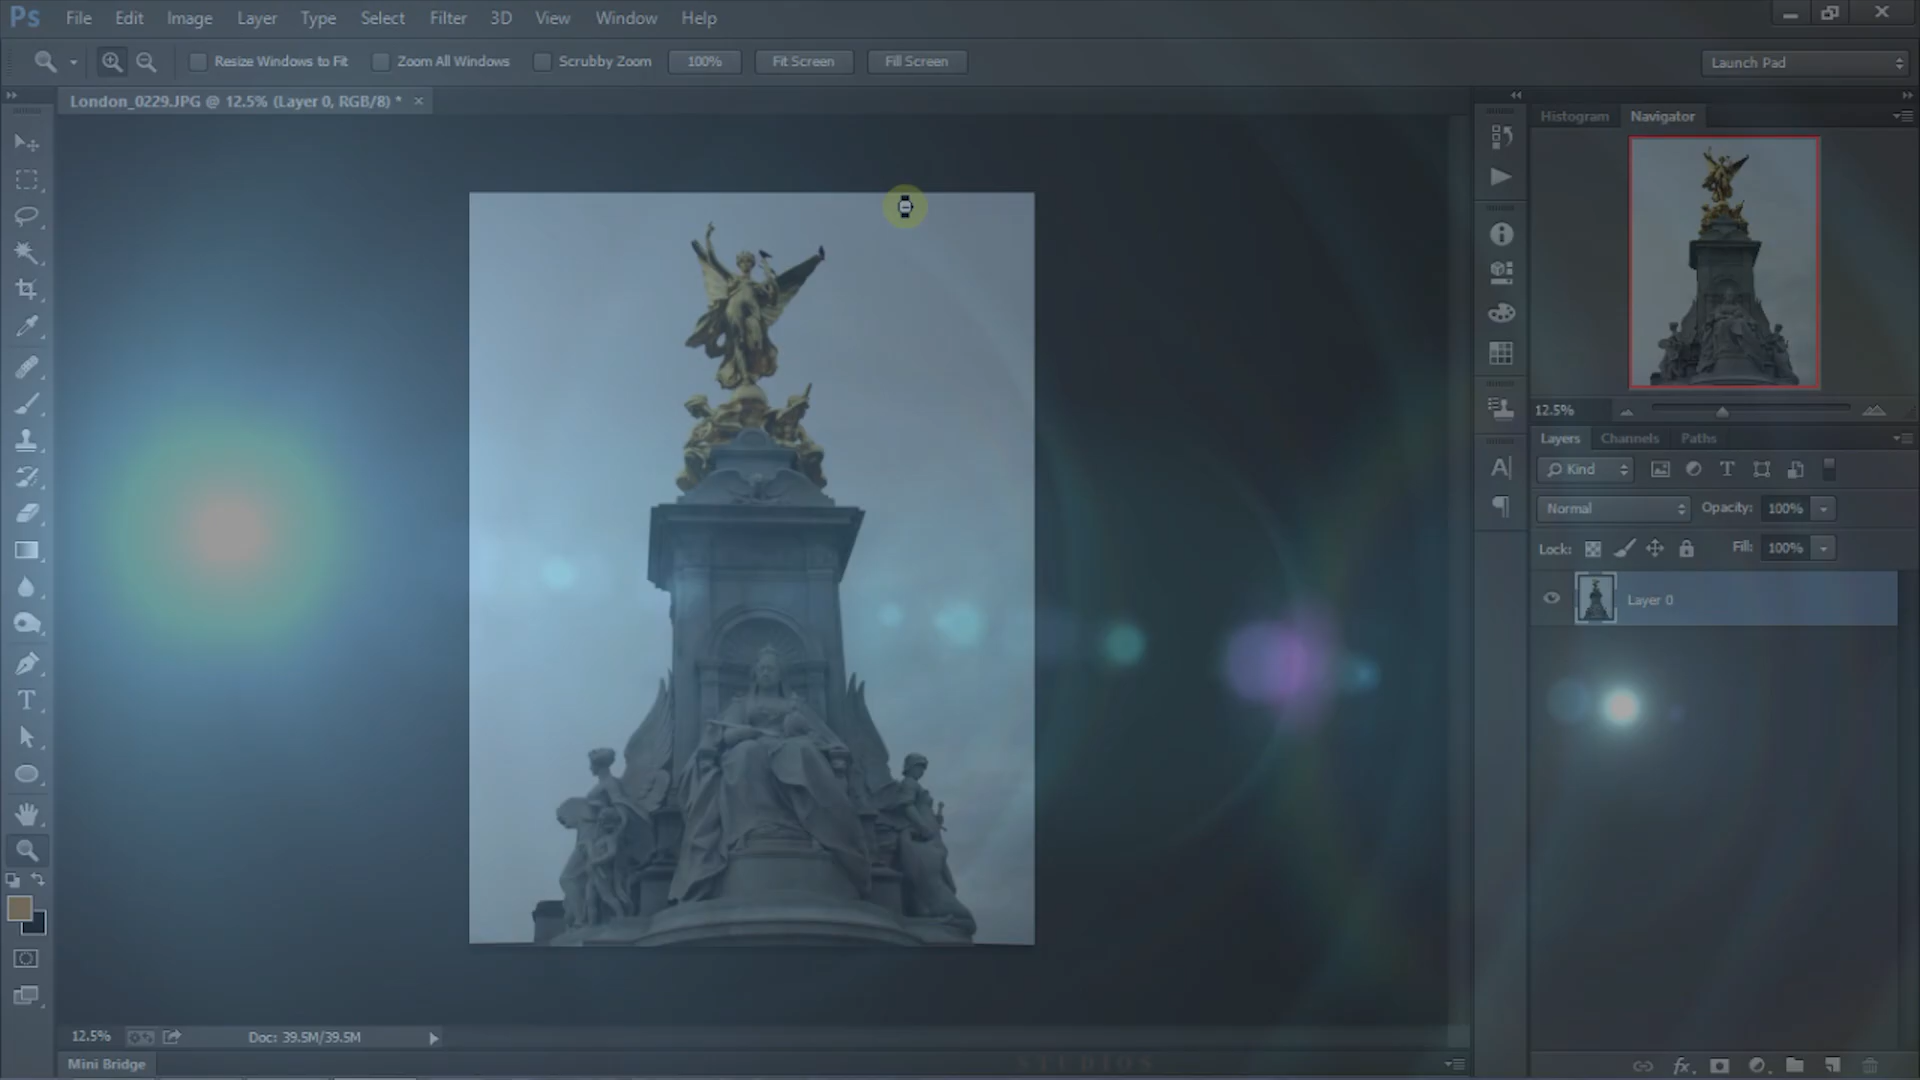 Ps File Edit Image Layer Type Select Filter 3D View Window Help
Resize Windows to Fit Zoom All Windows Scrubby Zoom 100% Fit Screen Fill Screen Launch Pad
London_0229.JPG @ 12.5% (Layer 0, RGB/8) * ×
Histogram Navigator
12.5%
Layers Channels Paths
Kind
Normal Opacity: 100%
Lock: Fill: 100%
Layer 0
12.5% Doc: 39.5M/39.5M
Mini Bridge
STUDIOS